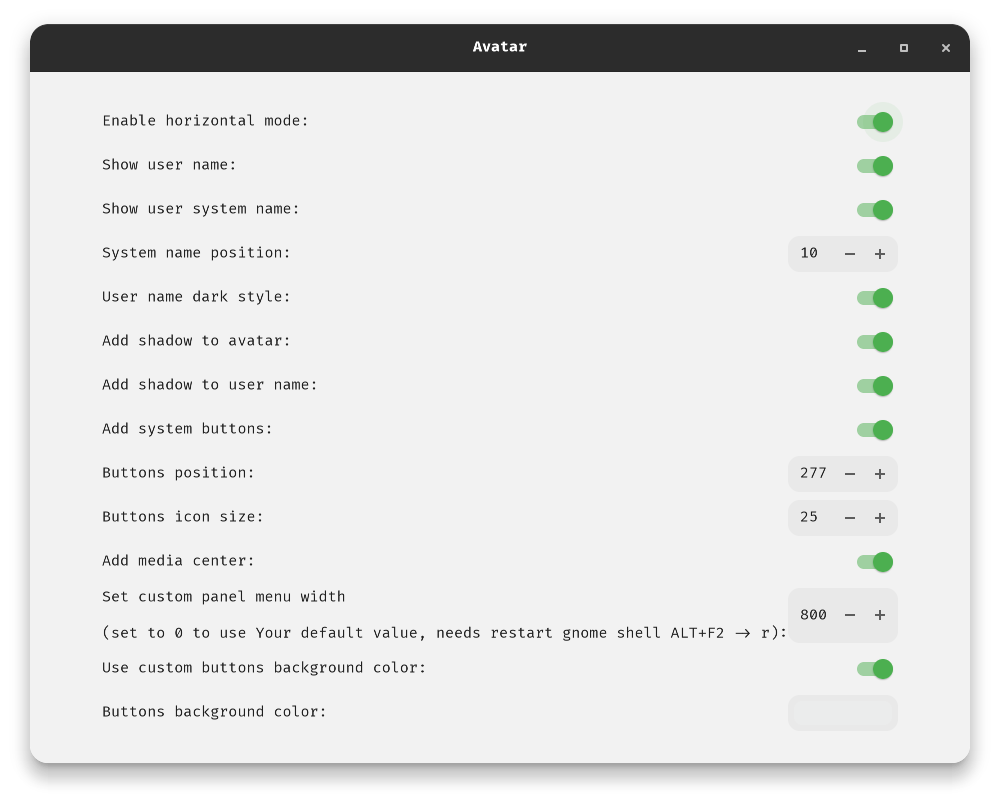 Avatar
Enable horizontal mode:
Show user name:
Show user system name:
System name position:
10
User name dark style:
Add shadow to avatar:
Add shadow to user name:
Add system buttons:
Buttons position:
277
Buttons icon size:
25
Add media center:
Set custom panel menu width
(set to 0 to use Your default value, needs restart gnome shell ALT+F2 → r):
800
Use custom buttons background color:
Buttons background color: